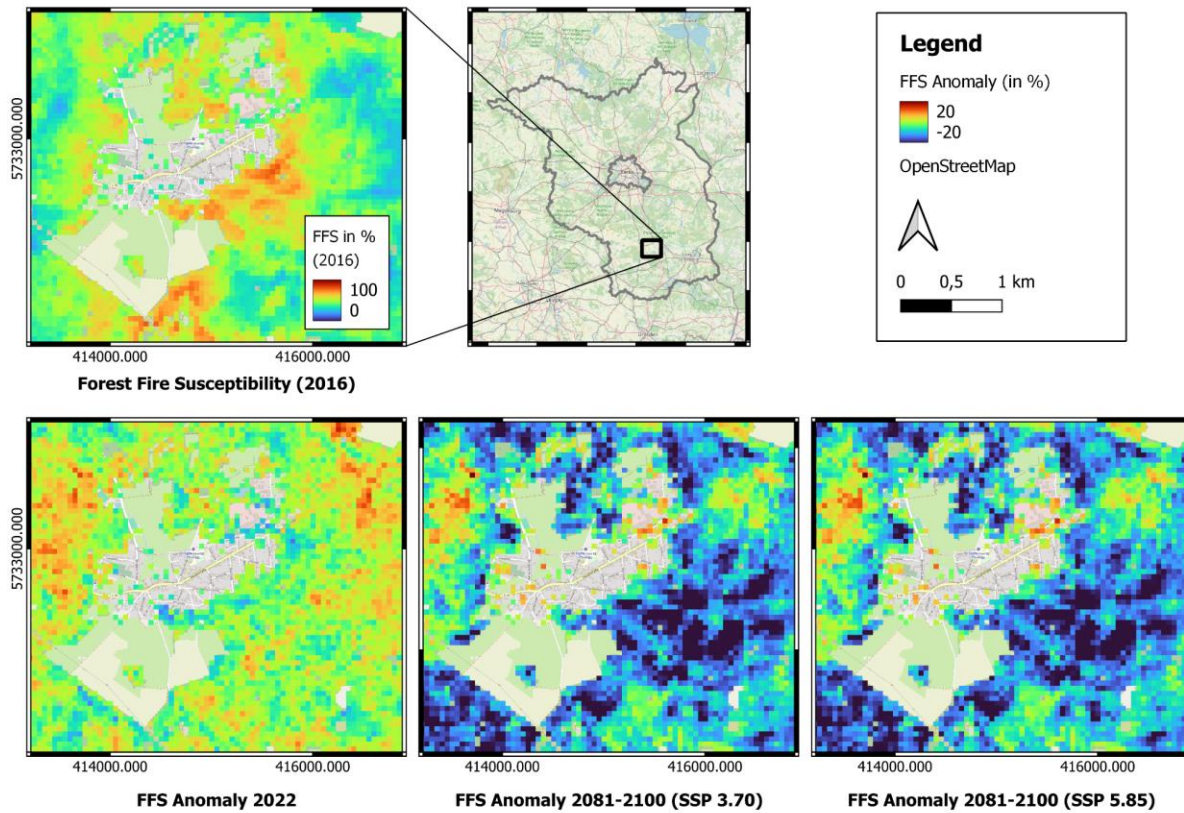 5733000.000
FFS in %
(2016)
100
0
414000.000
416000.000
Forest Fire Susceptibility (2016)
Legend
FFS Anomaly (in %)
20
-20
OpenStreetMap
0
0,5
1 km
5733000.000
414000.000
416000.000
FFS Anomaly 2022
414000.000
416000.000
FFS Anomaly 2081-2100 (SSP 3.70)
414000.000
416000.000
FFS Anomaly 2081-2100 (SSP 5.85)